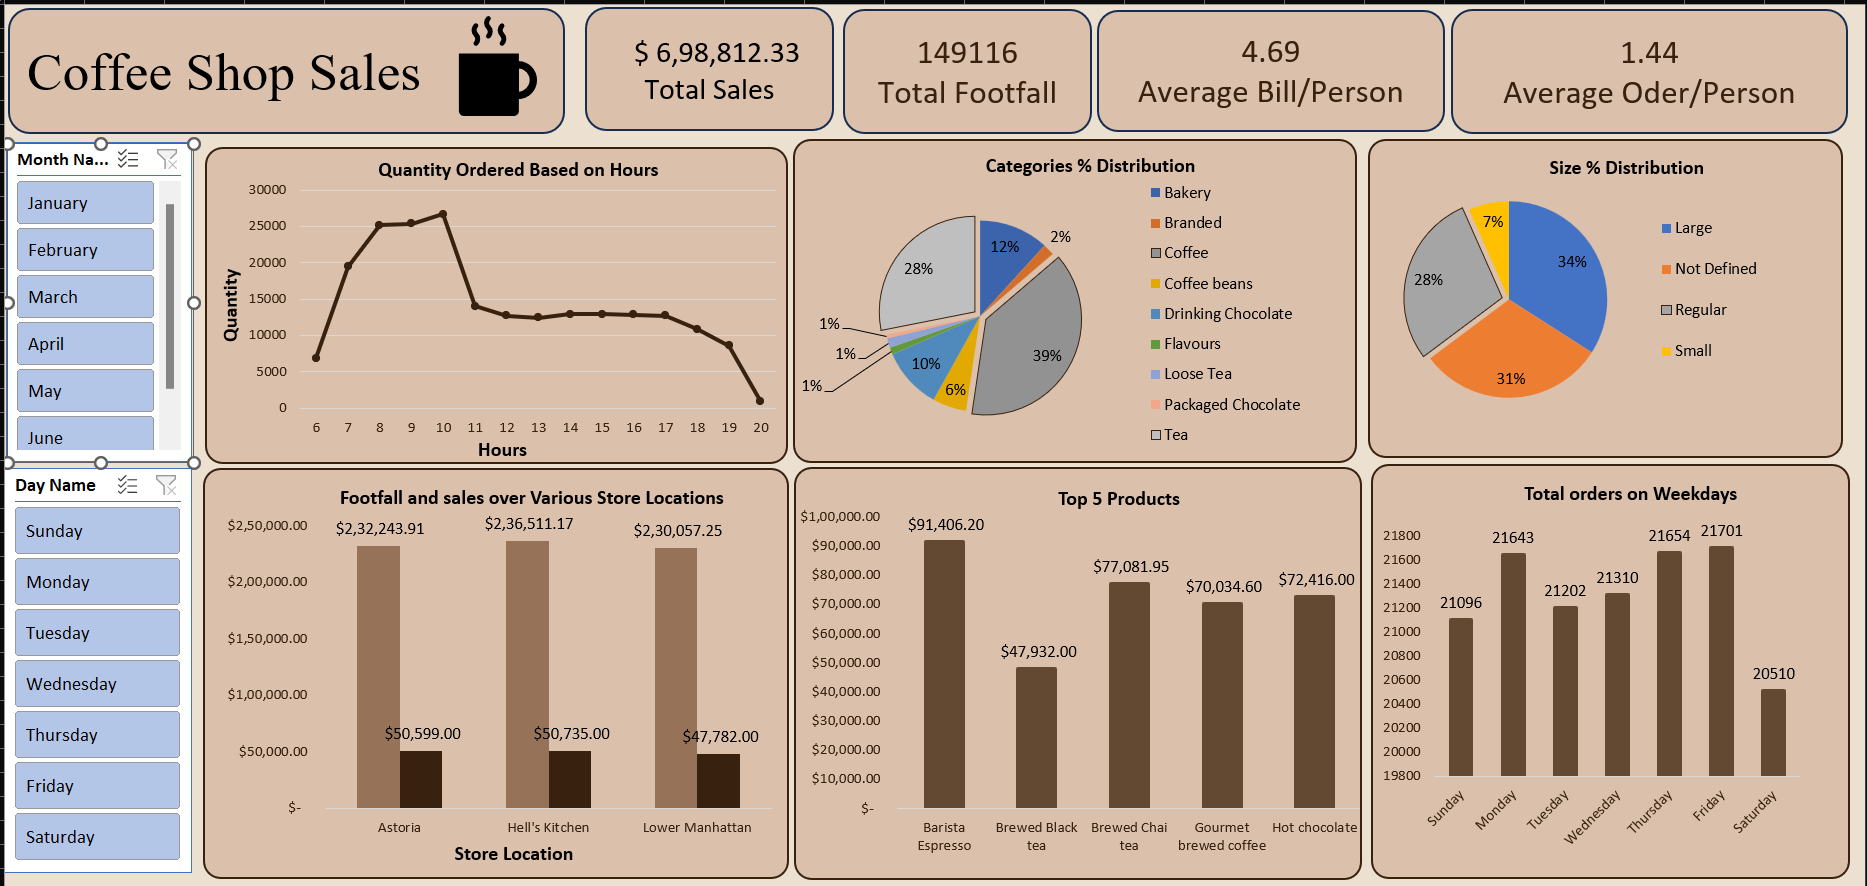 Coffee Shop Sales
$ 6,98,812.33
Total Sales
149116
Total Footfall
4.69
Average Bill/Person
1.44
Average Oder/Person
Month Na...
January
February
March
April
May
June
Day Name
Sunday
Monday
Tuesday
Wednesday
Thursday
Friday
Saturday
Quantity Ordered Based on Hours
Quantity
30000
25000
20000
15000
10000
5000
0
6 7 8 9 10 11 12 13 14 15 16 17 18 19 20
Hours
Categories % Distribution
12%
2%
39%
6%
10%
1%
1%
1%
28%
Bakery
Branded
Coffee
Coffee beans
Drinking Chocolate
Flavours
Loose Tea
Packaged Chocolate
Tea
Size % Distribution
34%
31%
28%
7%
Large
Not Defined
Regular
Small
Footfall and sales over Various Store Locations
$2,50,000.00
$2,00,000.00
$1,50,000.00
$1,00,000.00
$50,000.00
$-
$2,32,243.91 $2,36,511.17 $2,30,057.25
$50,599.00 $50,735.00 $47,782.00
Astoria Hell's Kitchen Lower Manhattan
Store Location
Top 5 Products
$1,00,000.00
$90,000.00
$80,000.00
$70,000.00
$60,000.00
$50,000.00
$40,000.00
$30,000.00
$20,000.00
$10,000.00
$-
$91,406.20
$47,932.00
$77,081.95
$70,034.60
$72,416.00
Barista
Espresso
Brewed Black
tea
Brewed Chai
tea
Gourmet
brewed coffee
Hot chocolate
Total orders on Weekdays
21800
21600
21400
21200
21000
20800
20600
20400
20200
20000
19800
21096
21643
21202
21310
21654
21701
20510
Sunday
Monday
Tuesday
Wednesday
Thursday
Friday
Saturday